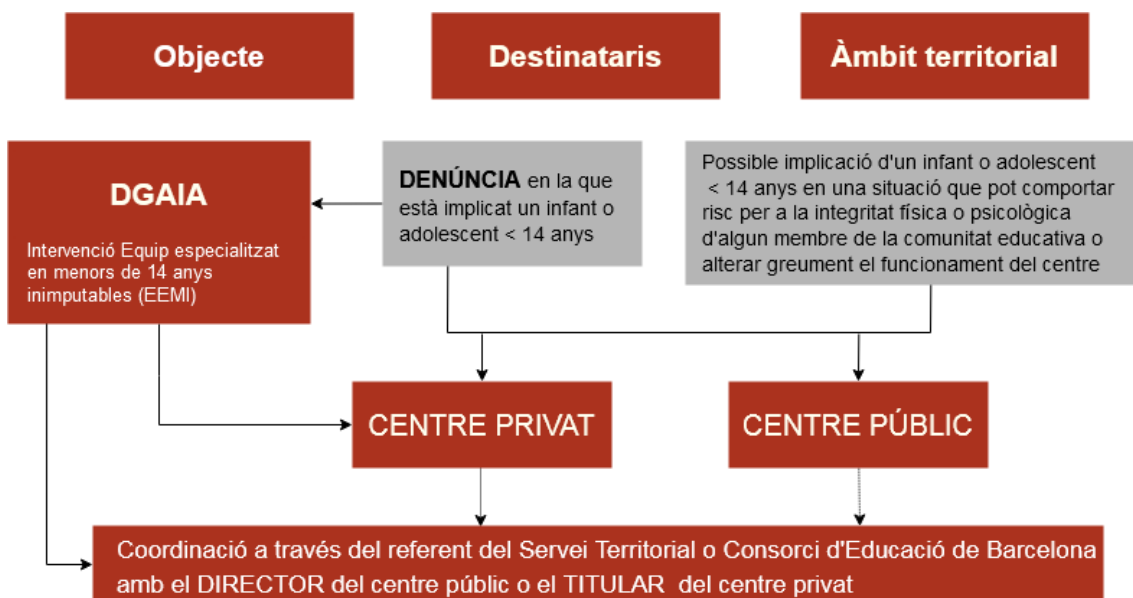 Objecte
Destinataris
Àmbit territorial
DGAIA
Intervenció Equip especialitzat
en menors de 14 anys
inimputables (EEMI)
DENÚNCIA en la que
està implicat un infant o
adolescent < 14 anys
Possible implicació d'un infant o adolescent
< 14 anys en una situació que pot comportar
risc per a la integritat física o psicològica
d'algun membre de la comunitat educativa o
alterar greument el funcionament del centre
CENTRE PRIVAT
CENTRE PÚBLIC
Coordinació a través del referent del Servei Territorial o Consorci d'Educació de Barcelona
amb el DIRECTOR del centre públic o el TITULAR del centre privat